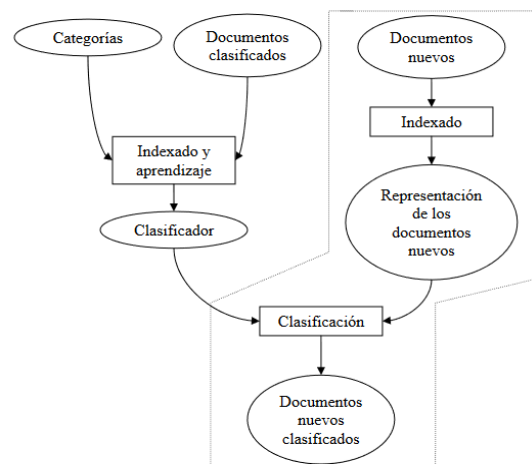 Categorías
Documentos
clasificados
Documentos
nuevos
Indexado y
aprendizaje
Indexado
Clasificador
Representación
de los
documentos
nuevos
Clasificación
Documentos
nuevos
clasificados